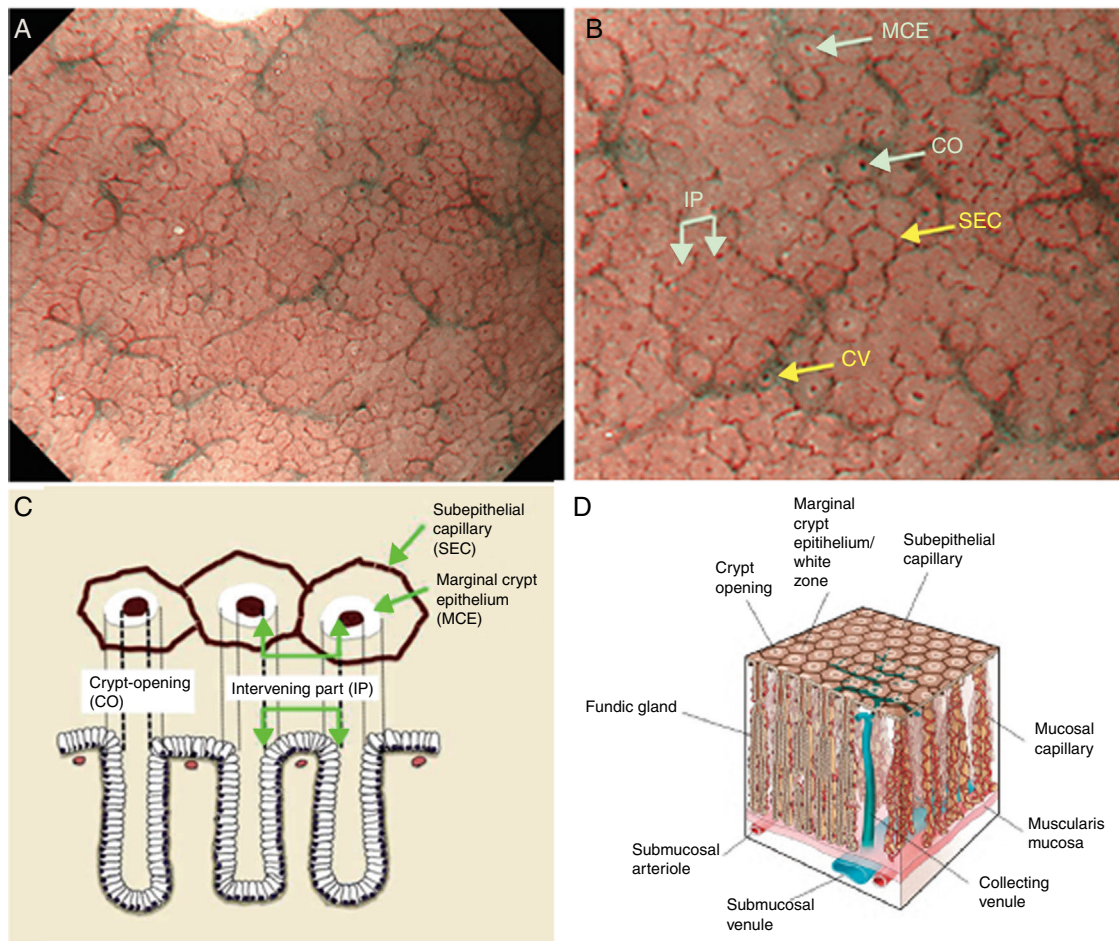 A
B
MCE
CO
IP
SEC
CV
C
Subepithelial
capillary
(SEC)
Marginal crypt
epithelium
(MCE)
Crypt-opening
(CO)
Intervening part (IP)
D
Marginal
crypt
epithelium/
white
zone
Subepithelial
capillary
Crypt
opening
Fundic gland
Mucosal
capillary
Muscularis
mucosa
Submucosal
arteriole
Collecting
venule
Submucosal
venule